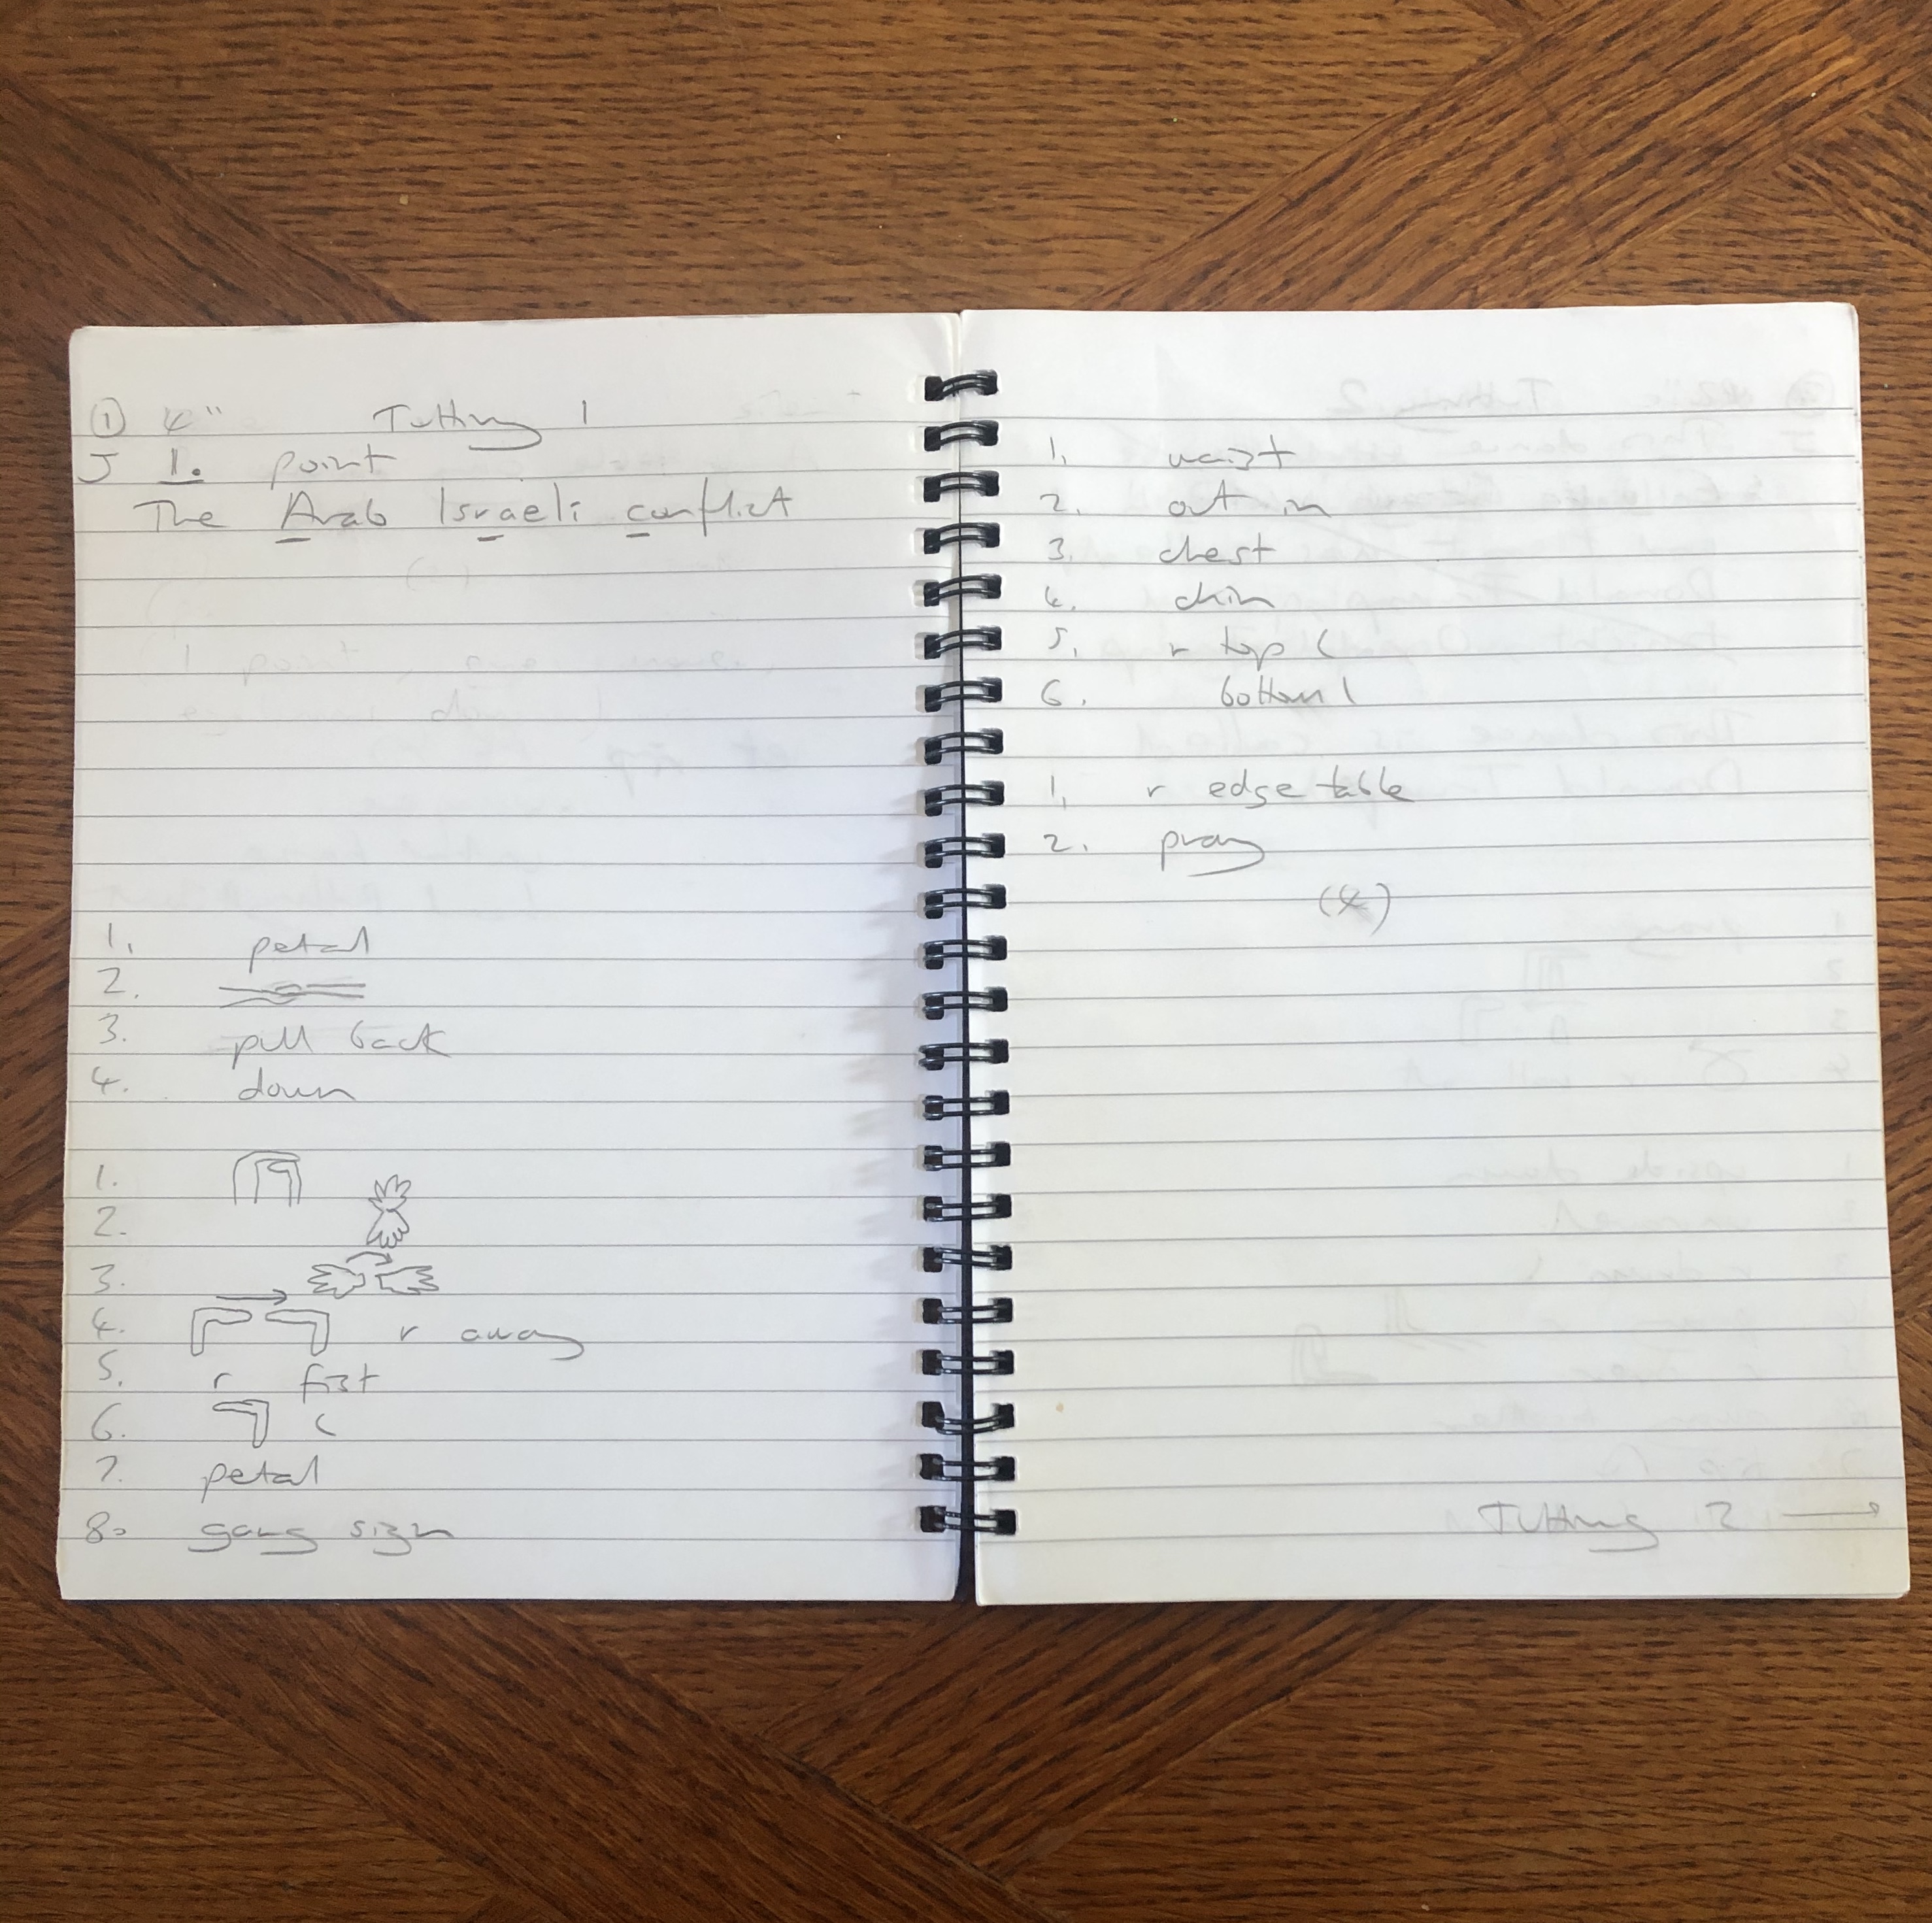 ① 4" Tutting 1
J 1. point
The Arab Israeli conflict
1. petal
2.
3. pull back
4. down
1.
2.
3.
4. r away
5. r fist
6. (
7. petal
8. gang sign
1. waist
2. out in
3. chest
4. chin
5. r top (
6. bottom l
1. r edge table
2. pray
(4)
Tutting 2 →